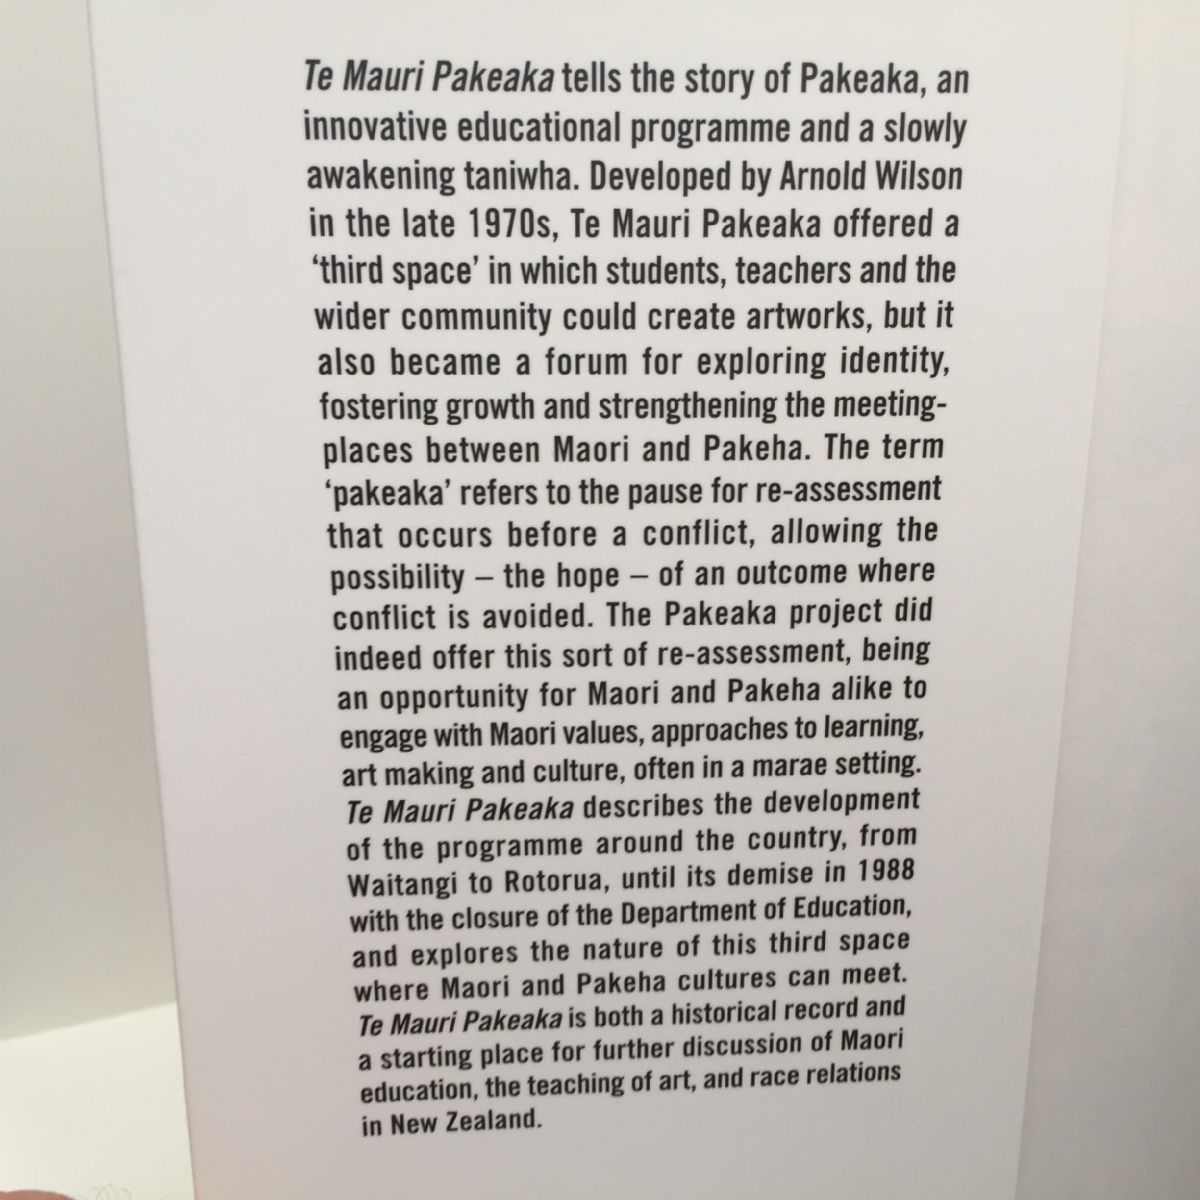 Te Mauri Pakeaka tells the story of Pakeaka, an
innovative educational programme and a slowly
awakening taniwha. Developed by Arnold Wilson
in the late 1970s, Te Mauri Pakeaka offered a
‘third space’ in which students, teachers and the
wider community could create artworks, but it
also became a forum for exploring identity,
fostering growth and strengthening the meeting-
places between Maori and Pakeha. The term
‘pakeaka’ refers to the pause for re-assessment
that occurs before a conflict, allowing the
possibility – the hope – of an outcome where
conflict is avoided. The Pakeaka project did
indeed offer this sort of re-assessment, being
an opportunity for Maori and Pakeha alike to
engage with Maori values, approaches to learning,
art making and culture, often in a marae setting.
Te Mauri Pakeaka describes the development
of the programme around the country, from
Waitangi to Rotorua, until its demise in 1988
with the closure of the Department of Education,
and explores the nature of this third space
where Maori and Pakeha cultures can meet.
Te Mauri Pakeaka is both a historical record and
a starting place for further discussion of Maori
education, the teaching of art, and race relations
in New Zealand.